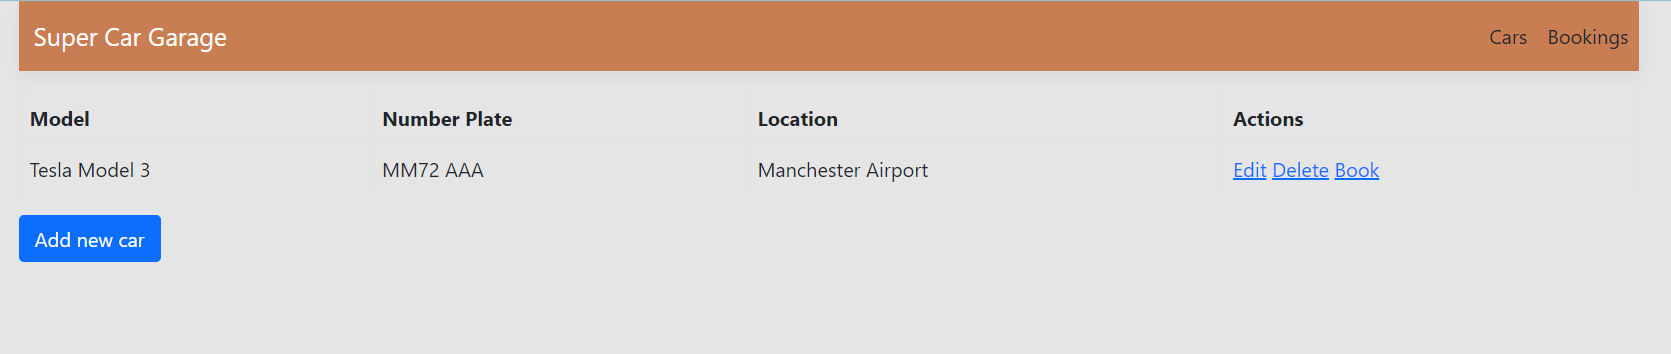 Super Car Garage Cars Bookings
Model Number Plate Location Actions
Tesla Model 3 MM72 AAA Manchester Airport Edit Delete Book
Add new car